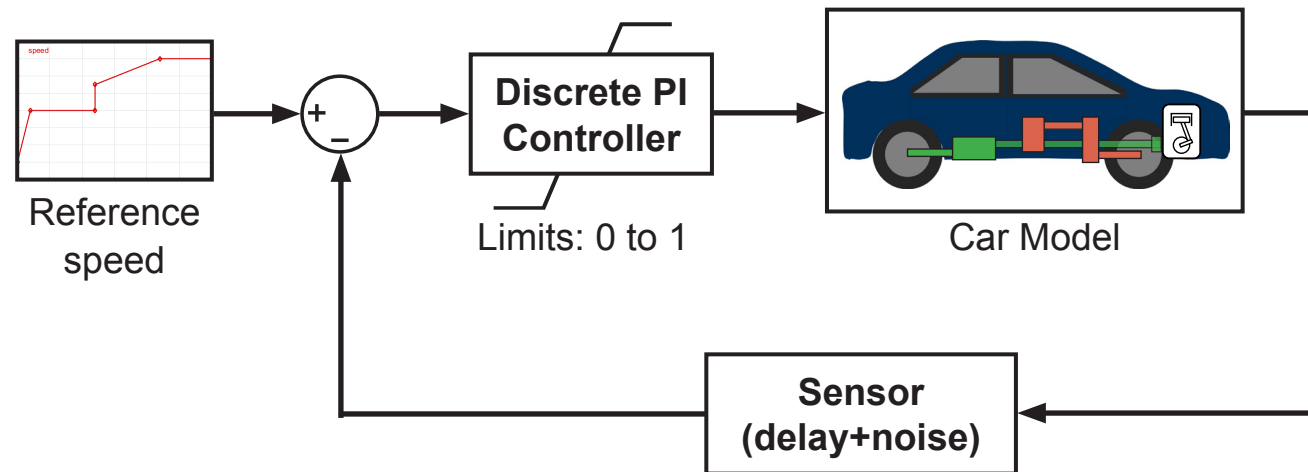 speed
Reference
speed
+
−
Discrete PI
Controller
Limits: 0 to 1
Car Model
Sensor
(delay+noise)